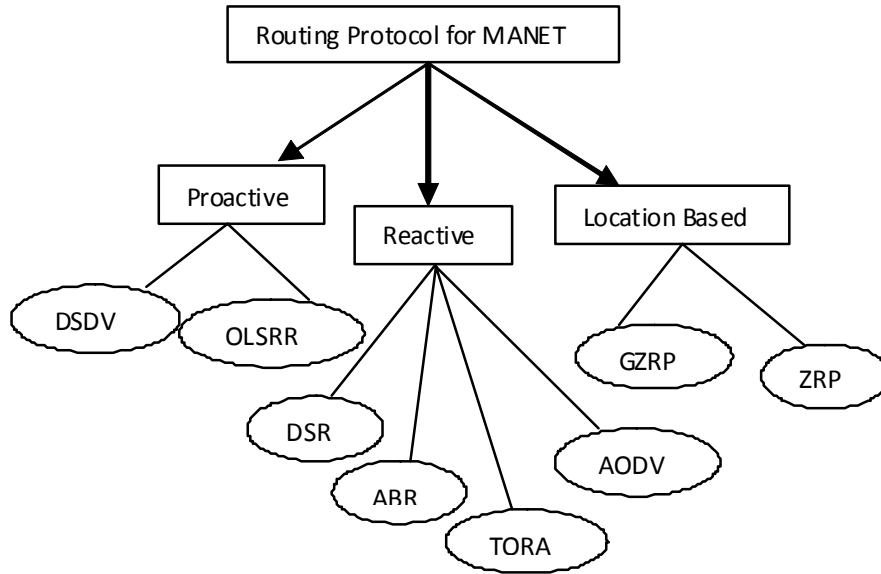 Routing Protocol for MANET
Proactive
Reactive
Location Based
DSDV
OLSRR
GZRP
ZRP
DSR
ABR
TORA
AODV